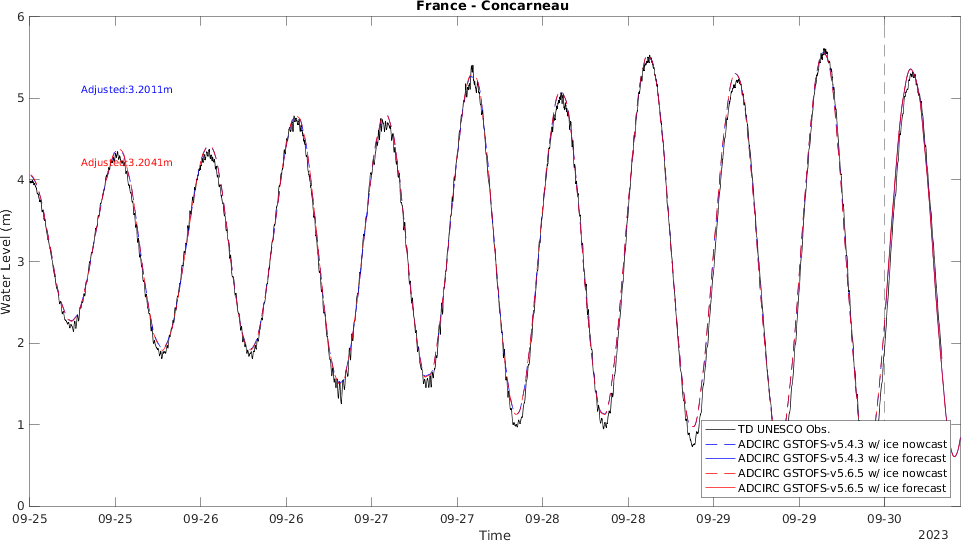 France - Concarneau
6
5
4
3
2
1
0
Water Level (m)
Adjusted:3.2011m
Adjusted:3.2041m
TD UNESCO Obs.
ADCIRC GSTOFS-v5.4.3 w/ ice nowcast
ADCIRC GSTOFS-v5.4.3 w/ ice forecast
ADCIRC GSTOFS-v5.6.5 w/ ice nowcast
ADCIRC GSTOFS-v5.6.5 w/ ice forecast
09-25 09-25 09-26 09-26 09-27 09-27 09-28 09-28 09-29 09-29 09-30
Time
2023